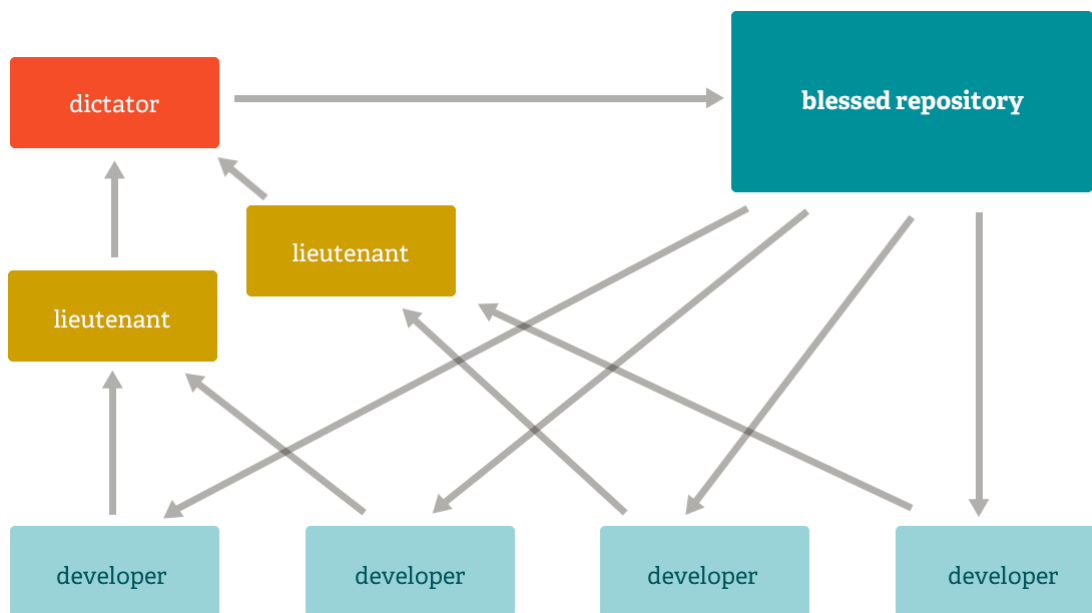 dictator
blessed repository
lieutenant
lieutenant
developer
developer
developer
developer